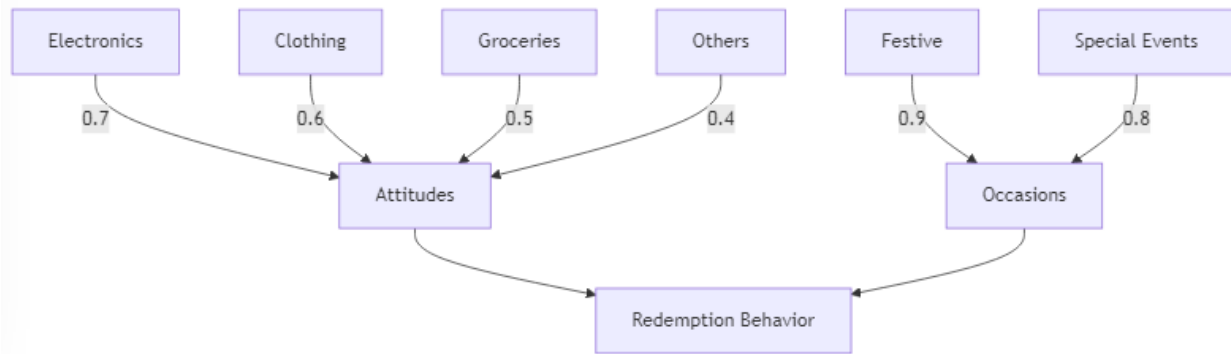 Electronics
Clothing
Groceries
Others
Festive
Special Events
0.7
0.6
0.5
0.4
0.9
0.8
Attitudes
Occasions
Redemption Behavior